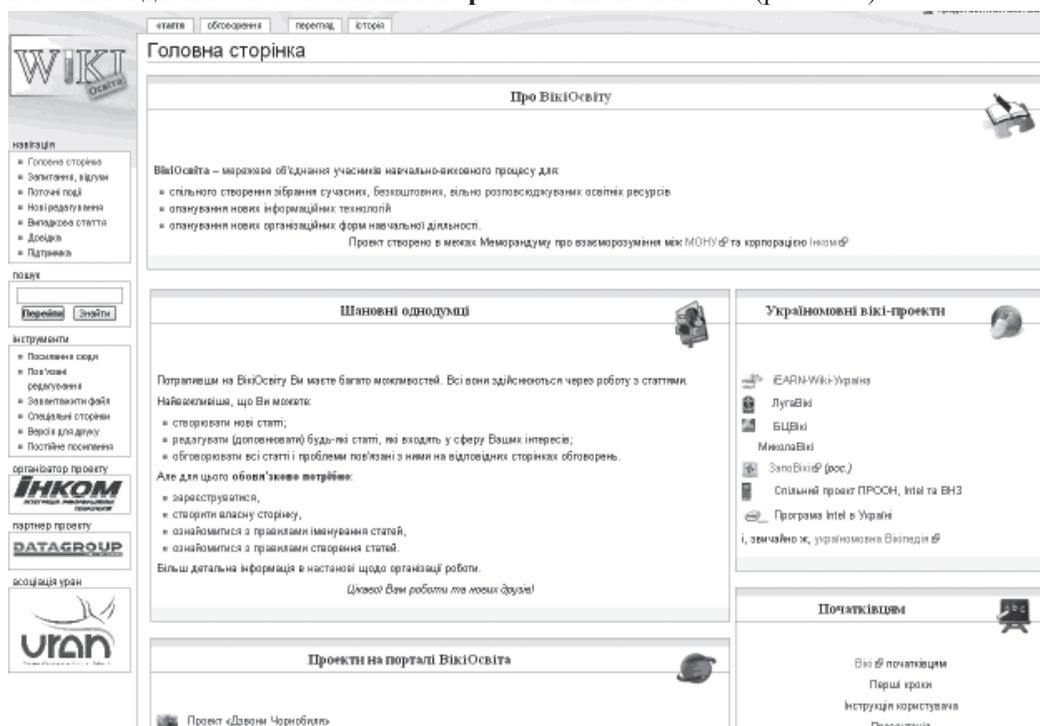 стаття обговорення перегляд історія
WIKI
Освіта
Головна сторінка
Про ВікіОсвіту
ВікіОсвіта – мережеве об'єднання учасників навчально-виховного процесу для:
спільного створення зібрання сучасних, безкоштовних, вільно розповсюджуваних освітніх ресурсів
опанування нових інформаційних технологій
опанування нових організаційних форм навчальної діяльності.
Проект створено в межах Меморандуму про взаєморозуміння між МОНУ та корпорацією Інком
навігація
Головна сторінка
Запитання, відгуки
Поточні події
Нові редагування
Випадкова стаття
Довідка
Підтримка
пошук
Перейти Знайти
інструменти
Посилання сюди
Пов'язані
редагування
Завантажити файл
Спеціальні сторінки
Версія для друку
Постійне посилання
організатор проекту
ІНКОМ
партнер проекту
DATAGROUP
асоціація уран
uran
Шановні однодумці
Потрапивши на ВікіОсвіту Ви маєте багато можливостей. Всі вони здійснюються через роботу з статтями.
Найважливіше, що Ви можете:
створювати нові статті;
редагувати (доповнювати) будь-які статті, які входять у сферу Ваших інтересів;
обговорювати всі статті і проблеми пов'язані з ними на відповідних сторінках обговорень.
Але для цього обов'язково потрібно:
зареєструватися,
створити власну сторінку,
ознайомитися з правилами іменування статей,
ознайомитися з правилами створення статей.
Більш детальна інформація в настанові щодо організації роботи.
Цікавої Вам роботи та нових друзів!
Україномовні вікі-проекти
iEARN-Wiki-Україна
ЛугаВікі
БЦВікі
МиколаВікі
ЗапоВікі (рос.)
Спільний проект ПРООН, Intel та ВНЗ
Програма Intel в Україні
і, звичайно ж, україномовна Вікіпедія
Проекти на порталі ВікіОсвіта
Проект «Дзвони Чорнобиля»
Початківцям
abc
Вікі початківцям
Перші кроки
Інструкція користувача
Презентація